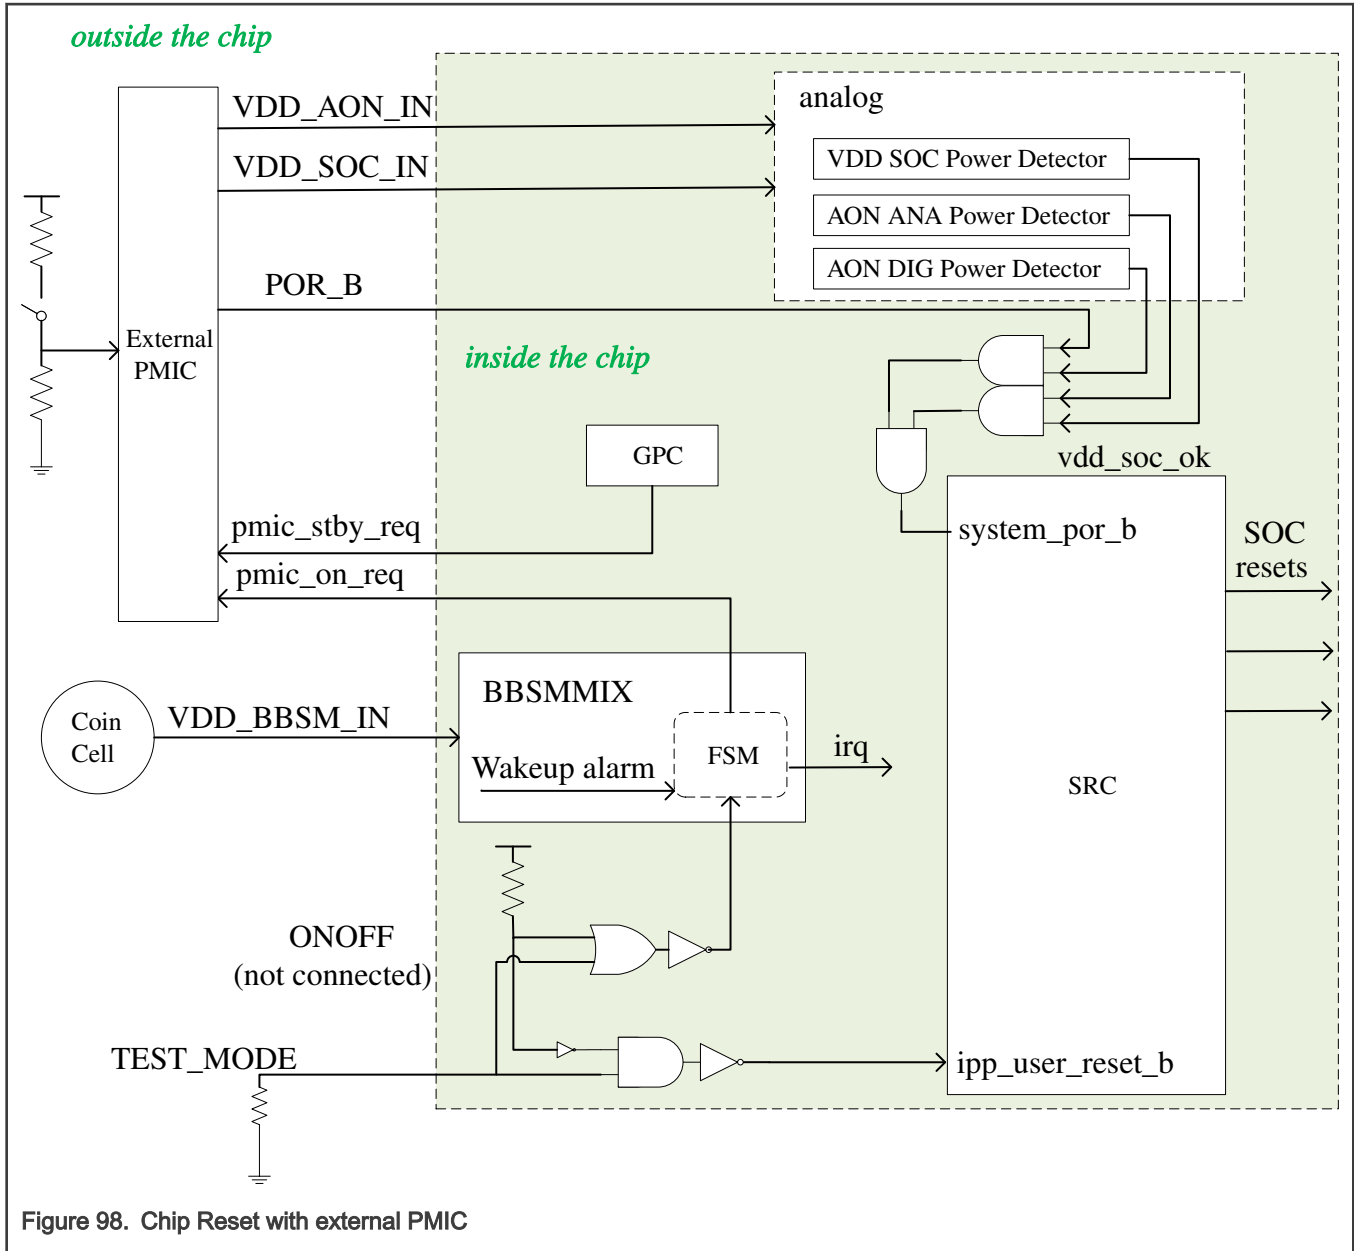 outside the chip
VDD_AON_IN
analog
VDD_SOC_IN
VDD SOC Power Detector
AON ANA Power Detector
AON DIG Power Detector
POR_B
External
PMIC
inside the chip
GPC
vdd_soc_ok
pmic_stby_req
system_por_b
SOC
resets
pmic_on_req
BBSMMIX
Coin
Cell
VDD_BBSM_IN
FSM
irq
Wakeup alarm
SRC
ONOFF
(not connected)
TEST_MODE
ipp_user_reset_b
Figure 98. Chip Reset with external PMIC